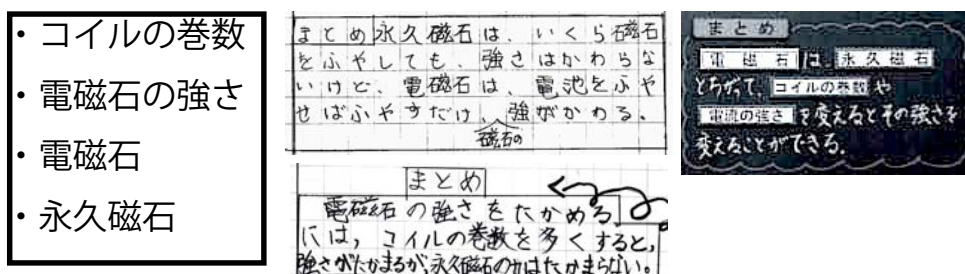 ・コイルの巻数
・電磁石の強さ
・電磁石
・永久磁石
まとめ 永久磁石は、いくら磁石
をふやしても、強さはかわらな
いけど、電磁石は、電池をふや
せばふやすだけ、強がかわる。
磁石の
まとめ
電磁石の強さをたかめる
には，コイルの巻数を多くすると，
強さがたかまるが、永久磁石の力はたかまらない。
まとめ
電磁石は、永久磁石
とちがって、コイルの巻数や
電流の強さを変えるとその強さを
変えることができる。